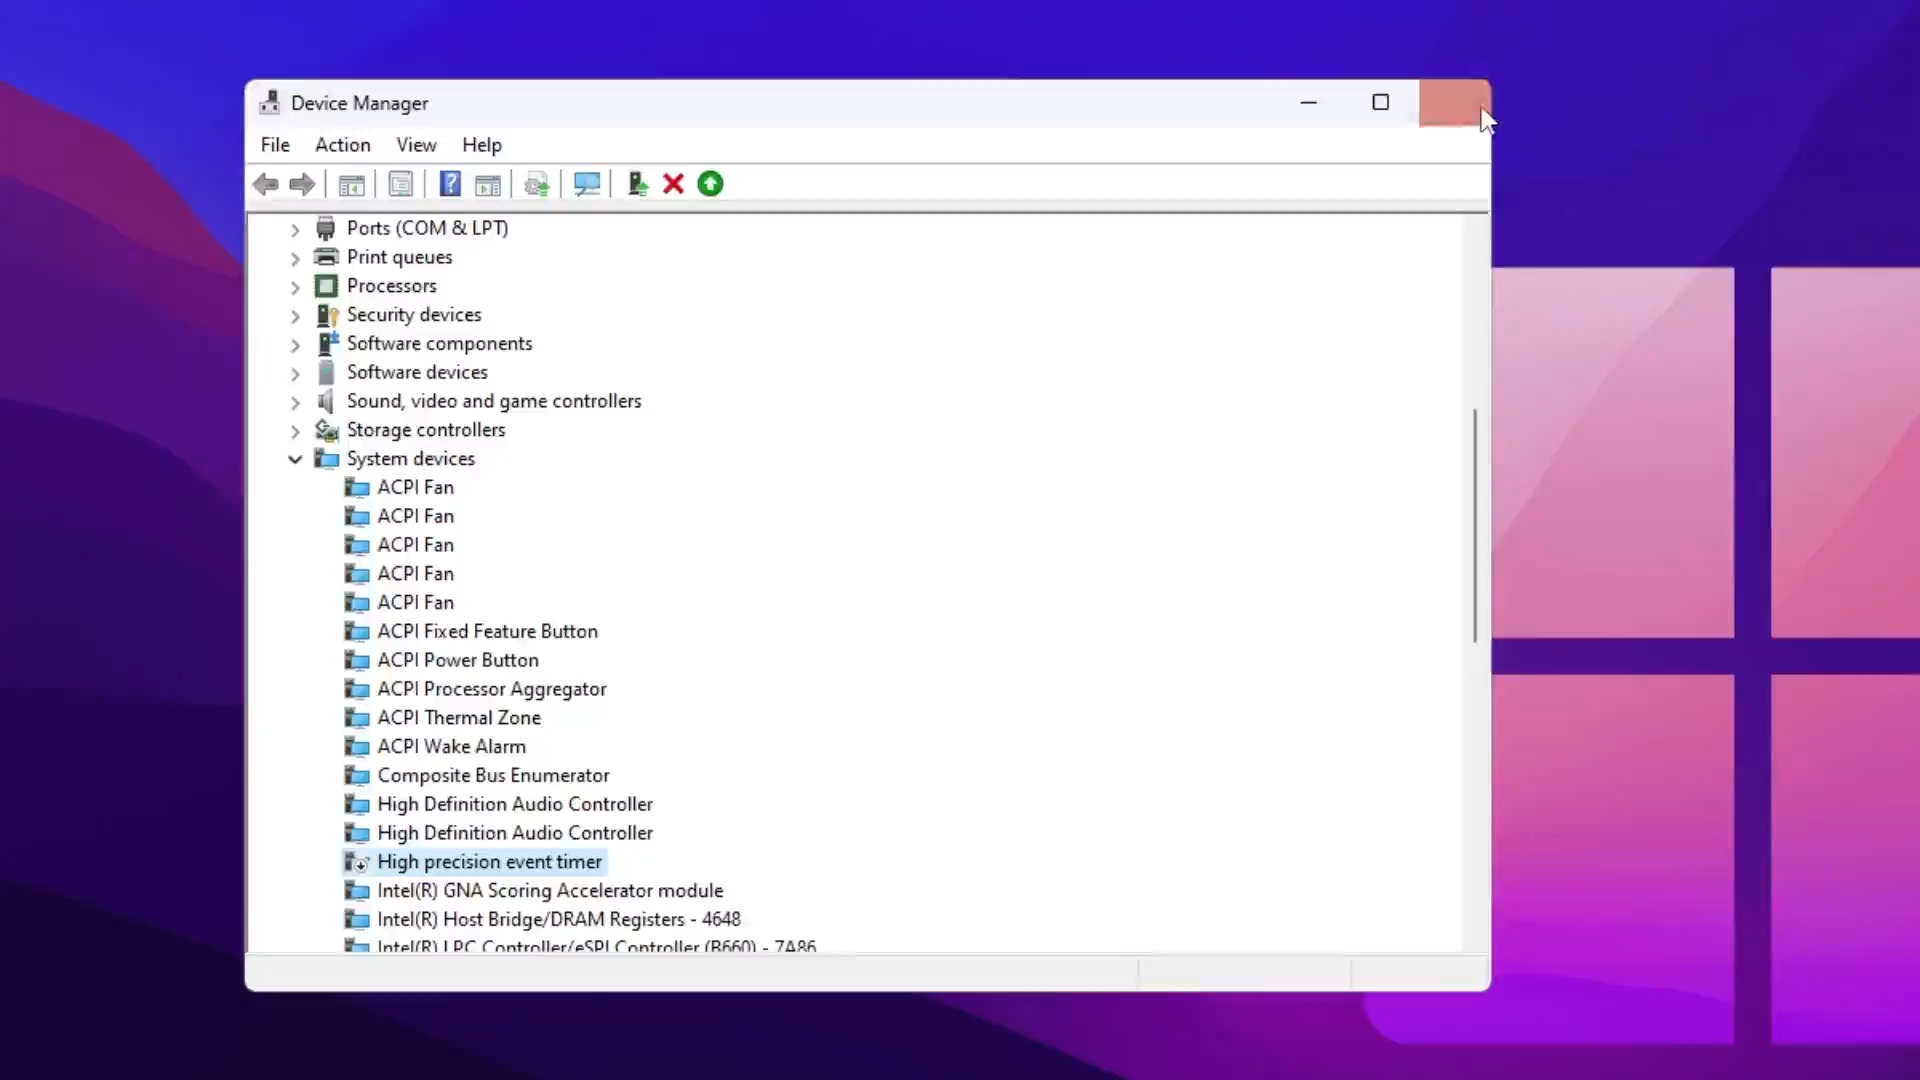 Device Manager
File Action View Help
Ports (COM & LPT)
Print queues
Processors
Security devices
Software components
Software devices
Sound, video and game controllers
Storage controllers
System devices
ACPI Fan
ACPI Fan
ACPI Fan
ACPI Fan
ACPI Fan
ACPI Fixed Feature Button
ACPI Power Button
ACPI Processor Aggregator
ACPI Thermal Zone
ACPI Wake Alarm
Composite Bus Enumerator
High Definition Audio Controller
High Definition Audio Controller
High precision event timer
Intel(R) GNA Scoring Accelerator module
Intel(R) Host Bridge/DRAM Registers - 4648
Intel(R) LPC Controller/eSPI Controller (B660) - 7A86